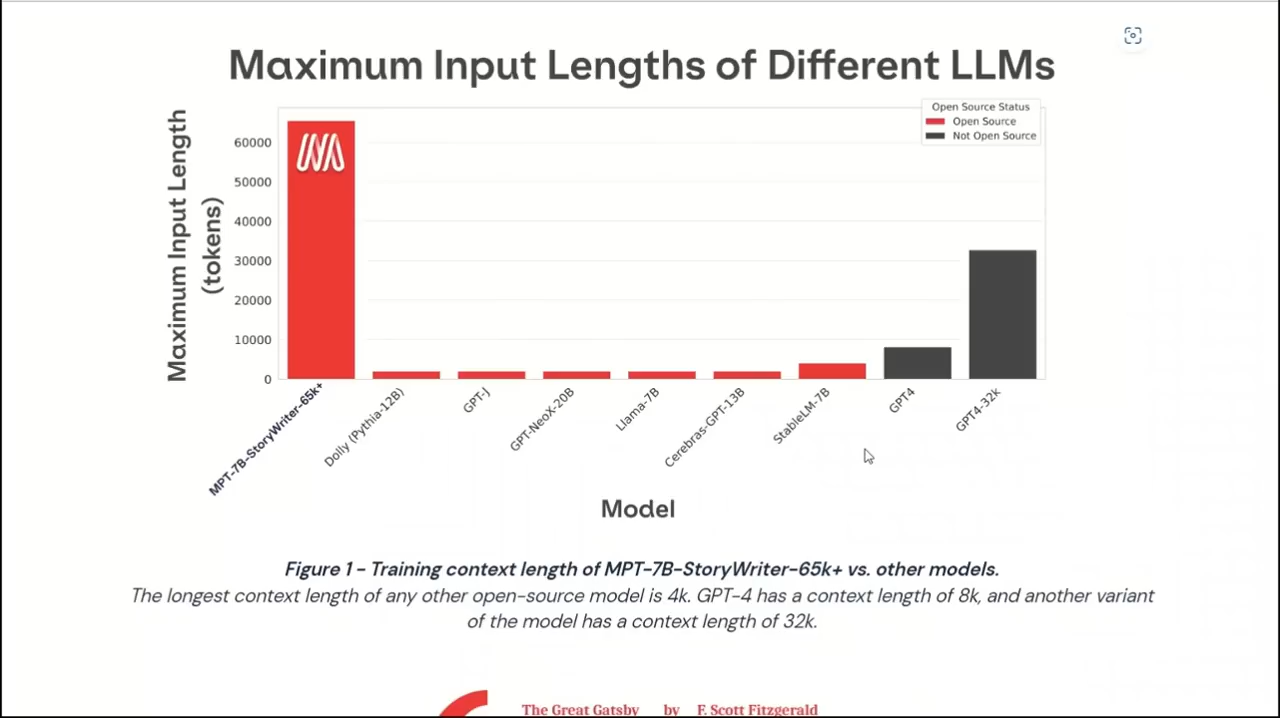 Maximum Input Lengths of Different LLMs
Maximum Input Length
(tokens)
60000
50000
40000
30000
20000
10000
0
Open Source Status
Open Source
Not Open Source
MPT-7B-StoryWriter-65k+
Dolly (Pythia-12B)
GPT-J
GPT-NeoX-20B
Llama-7B
Cerebras-GPT-13B
StableLM-7B
GPT4
GPT4-32k
Model
Figure 1 - Training context length of MPT-7B-StoryWriter-65k+ vs. other models.
The longest context length of any other open-source model is 4k. GPT-4 has a context length of 8k, and another variant
of the model has a context length of 32k.
The Great Gatsby by F. Scott Fitzgerald